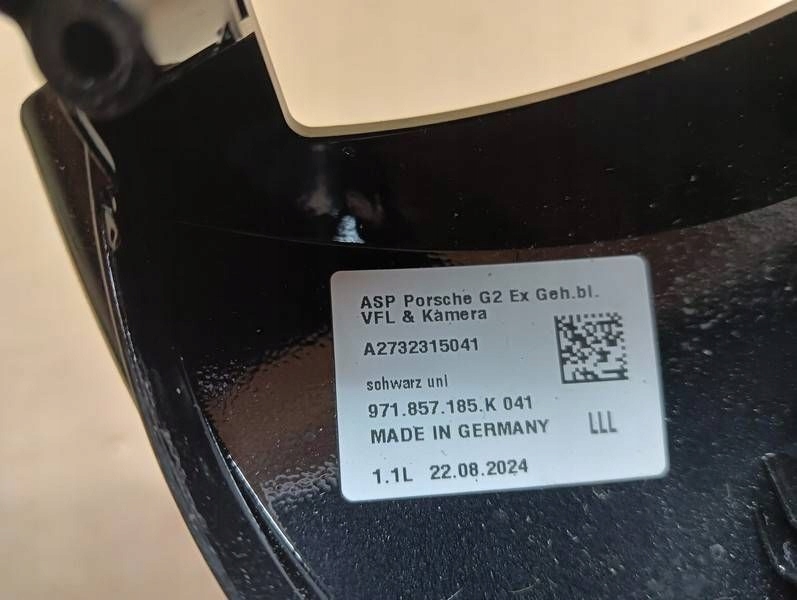 ASP Porsche G2 Ex Geh.bl.
VFL & Kamera
A2732315041
schwarz uni
971.857.185.K 041
MADE IN GERMANY
LLL
1.1L 22.08.2024